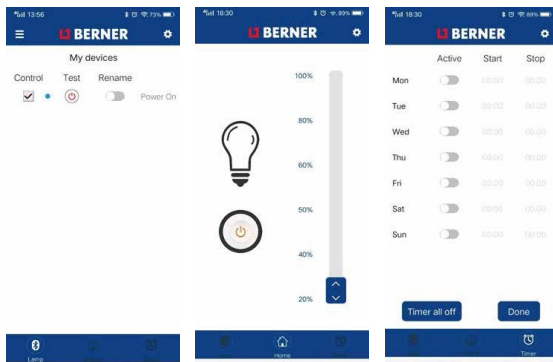 4G 13:56 73%
BERNER
My devices
Control Test Rename
Power On
Lamp
18:30 89%
BERNER
100%
80%
60%
50%
40%
20%
Home
18:30 89%
BERNER
Active Start Stop
Mon 00:00 00:00
Tue 00:00 00:00
Wed 00:00 00:00
Thu 00:00 00:00
Fri 00:00 00:00
Sat 00:00 00:00
Sun 00:00 00:00
Timer all off Done
Timer